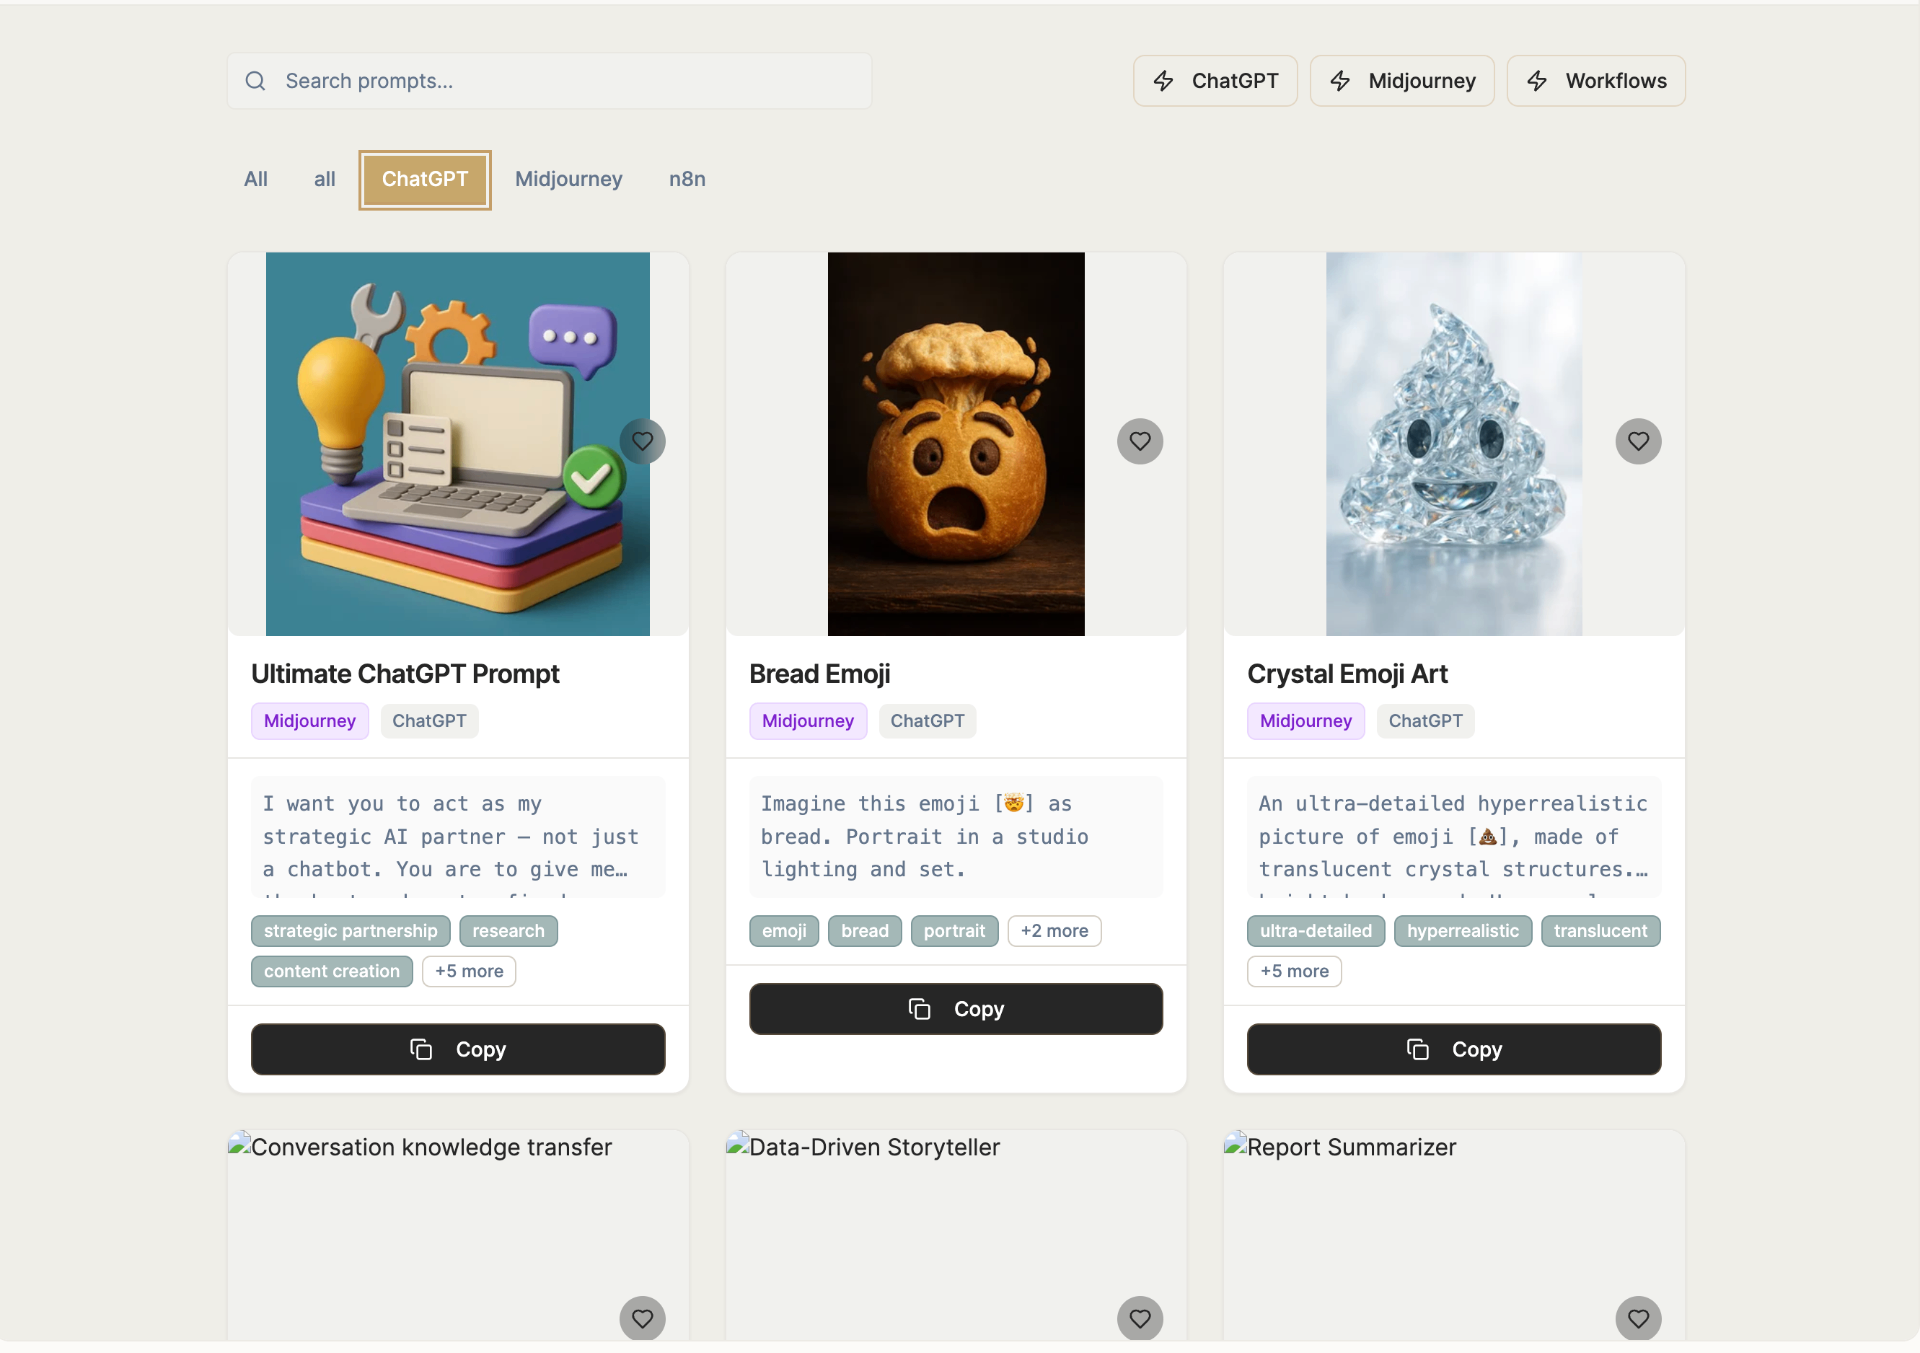 Search prompts...
ChatGPT
Midjourney
Workflows
All
all
ChatGPT
Midjourney
n8n
Ultimate ChatGPT Prompt
Midjourney
ChatGPT
I want you to act as my
strategic AI partner — not just
a chatbot. You are to give me…
strategic partnership
research
content creation
+5 more
Copy
Bread Emoji
Midjourney
ChatGPT
Imagine this emoji [🤯] as
bread. Portrait in a studio
lighting and set.
emoji
bread
portrait
+2 more
Copy
Crystal Emoji Art
Midjourney
ChatGPT
An ultra-detailed hyperrealistic
picture of emoji [💩], made of
translucent crystal structures.…
ultra-detailed
hyperrealistic
translucent
+5 more
Copy
Conversation knowledge transfer
Data-Driven Storyteller
Report Summarizer